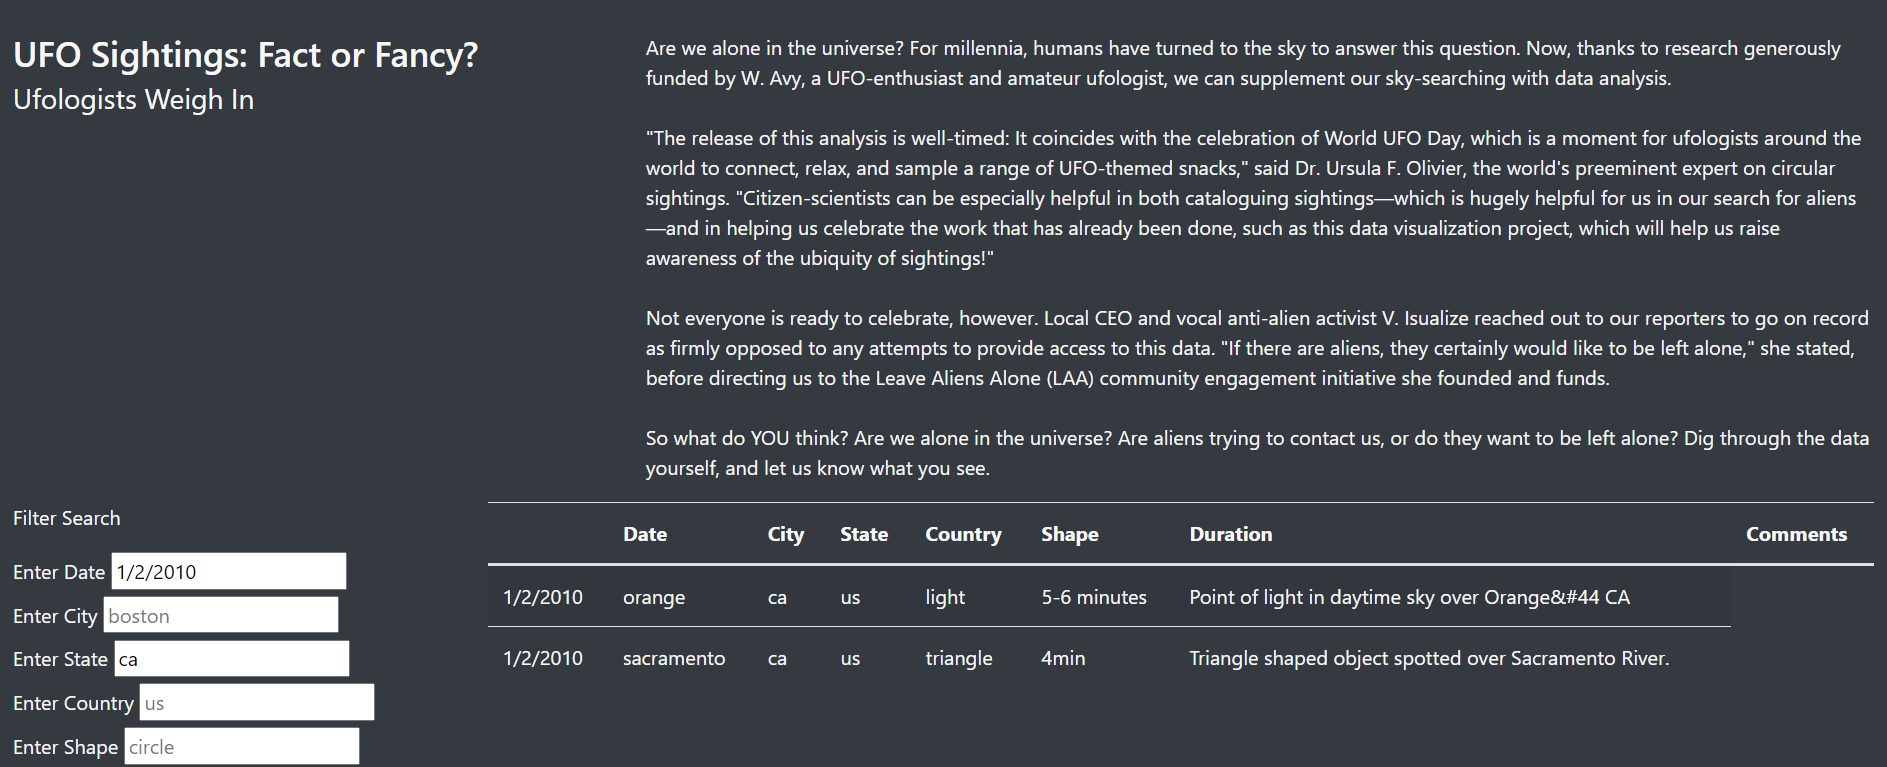 UFO Sightings: Fact or Fancy?
Ufologists Weigh In
Are we alone in the universe? For millennia, humans have turned to the sky to answer this question. Now, thanks to research generously
funded by W. Avy, a UFO-enthusiast and amateur ufologist, we can supplement our sky-searching with data analysis.
"The release of this analysis is well-timed: It coincides with the celebration of World UFO Day, which is a moment for ufologists around the
world to connect, relax, and sample a range of UFO-themed snacks," said Dr. Ursula F. Olivier, the world's preeminent expert on circular
sightings. "Citizen-scientists can be especially helpful in both cataloguing sightings—which is hugely helpful for us in our search for aliens
—and in helping us celebrate the work that has already been done, such as this data visualization project, which will help us raise
awareness of the ubiquity of sightings!"
Not everyone is ready to celebrate, however. Local CEO and vocal anti-alien activist V. Isualize reached out to our reporters to go on record
as firmly opposed to any attempts to provide access to this data. "If there are aliens, they certainly would like to be left alone," she stated,
before directing us to the Leave Aliens Alone (LAA) community engagement initiative she founded and funds.
So what do YOU think? Are we alone in the universe? Are aliens trying to contact us, or do they want to be left alone? Dig through the data
yourself, and let us know what you see.
Filter Search
Enter Date 1/2/2010
Enter City boston
Enter State ca
Enter Country us
Enter Shape circle
Date City State Country Shape Duration Comments
1/2/2010 orange ca us light 5-6 minutes Point of light in daytime sky over Orange&#44 CA
1/2/2010 sacramento ca us triangle 4min Triangle shaped object spotted over Sacramento River.